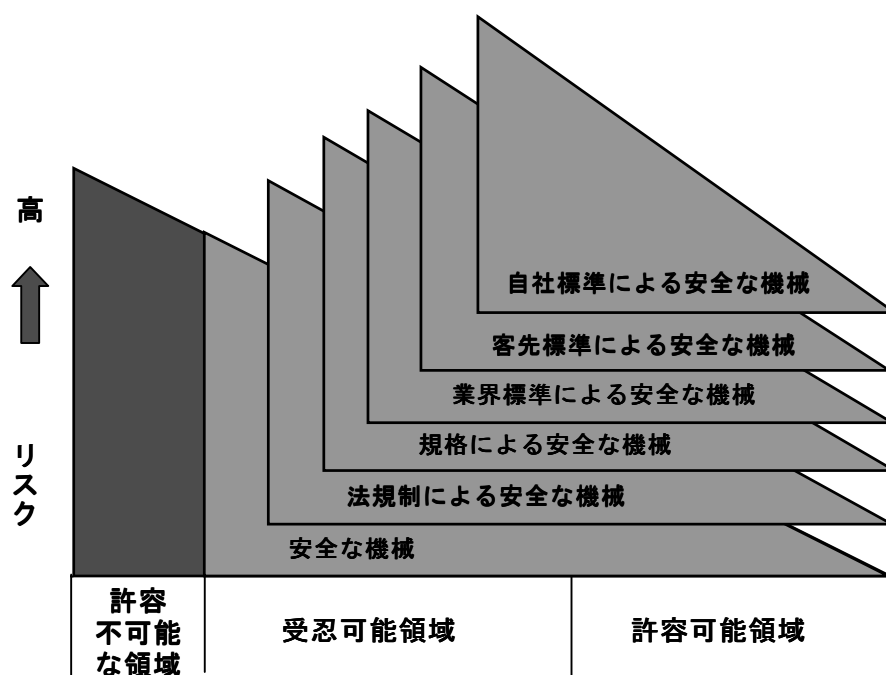 高
リスク
自社標準による安全な機械
客先標準による安全な機械
業界標準による安全な機械
規格による安全な機械
法規制による安全な機械
安全な機械
許容
不可能
な領域
受忍可能領域
許容可能領域